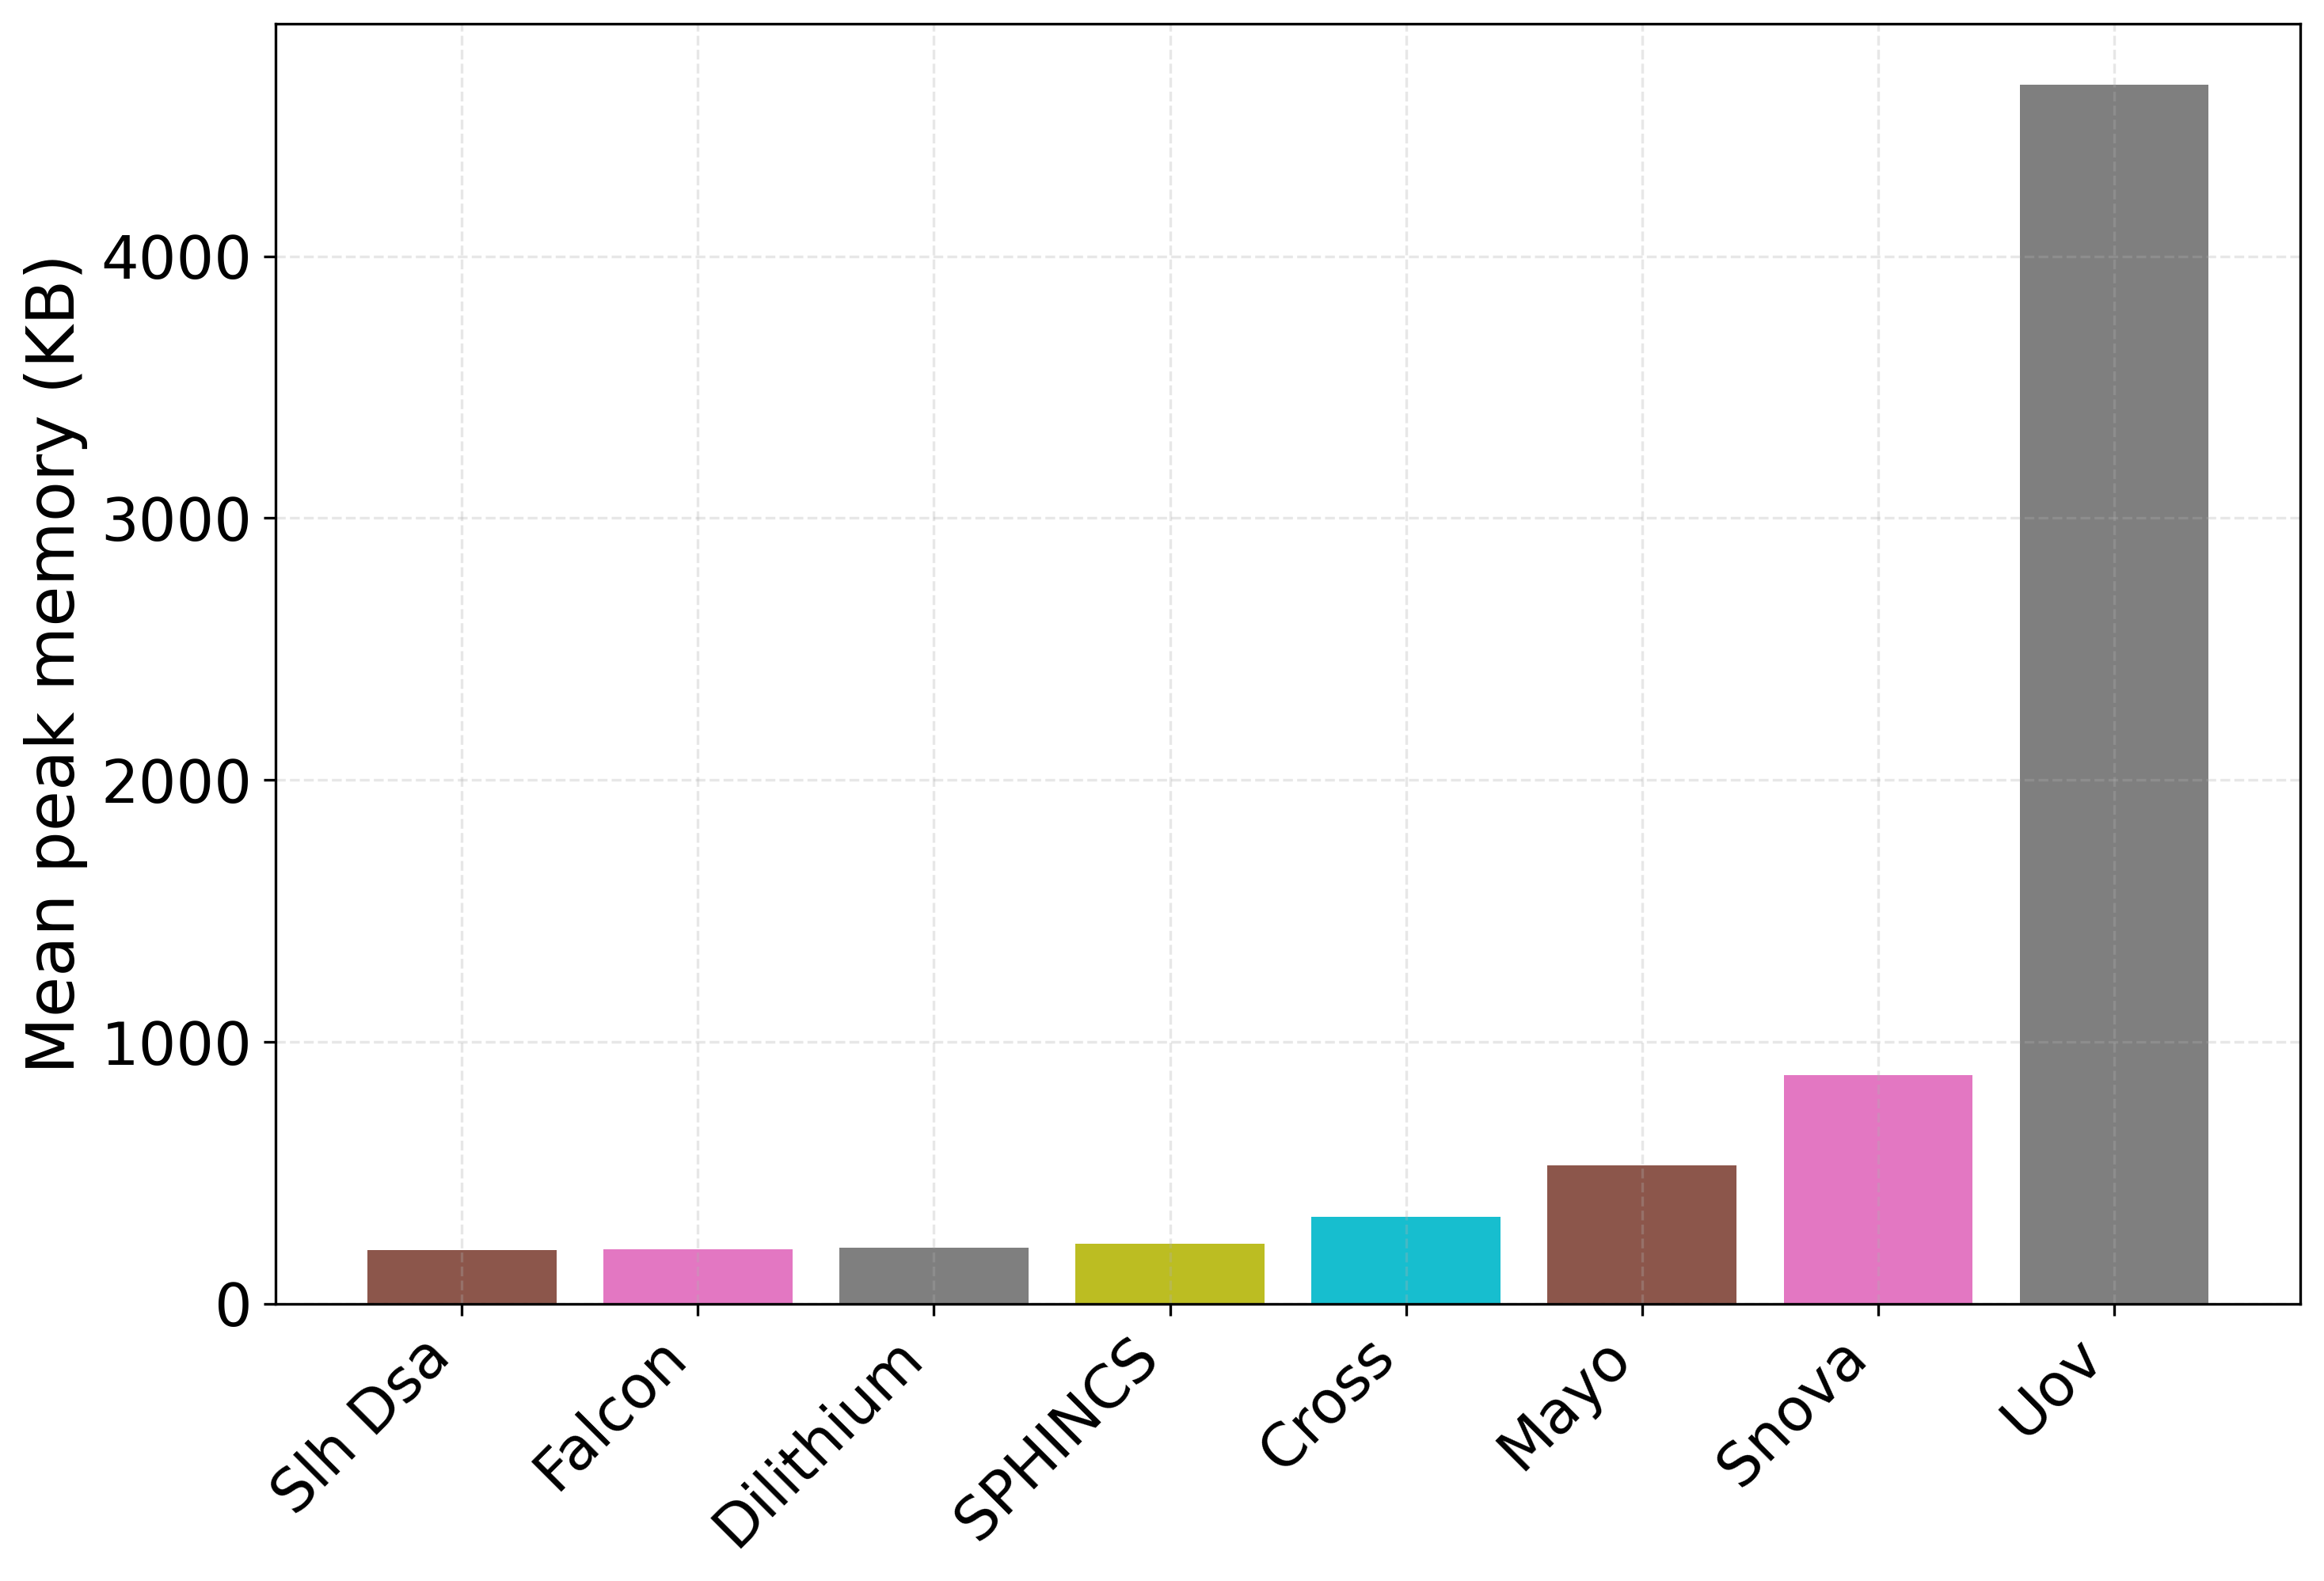 Mean peak memory (KB)
4000
3000
2000
1000
0
Slh Dsa
Falcon
Dilithium
SPHINCS
Cross
Mayo
Snova
Uov